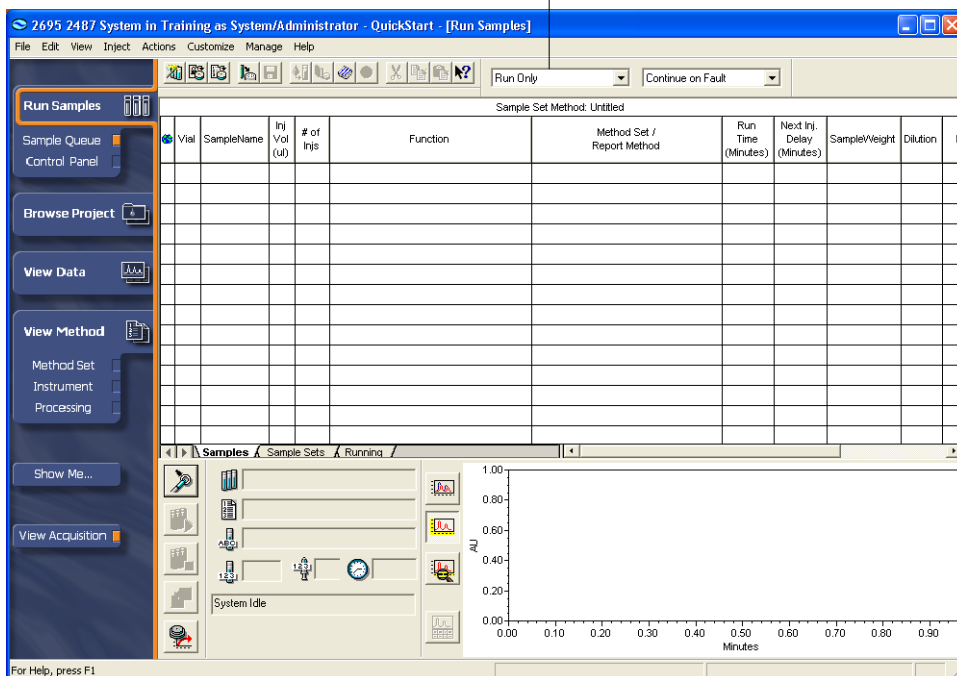 2695 2487 System in Training as System/Administrator - QuickStart - [Run Samples]
File Edit View Inject Actions Customize Manage Help
Run Only
Continue on Fault
Run Samples
Sample Queue
Control Panel
Browse Project
View Data
View Method
Method Set
Instrument
Processing
Show Me...
View Acquisition
Sample Set Method: Untitled
Vial
SampleName
Inj
Vol
(ul)
# of
Injs
Function
Method Set /
Report Method
Run
Time
(Minutes)
Next Inj.
Delay
(Minutes)
SampleWeight
Dilution
Samples
Sample Sets
Running
ABC
123
123
System Idle
1.00
0.80
0.60
0.40
0.20
0.00
AU
0.00 0.10 0.20 0.30 0.40 0.50 0.60 0.70 0.80 0.90
Minutes
For Help, press F1